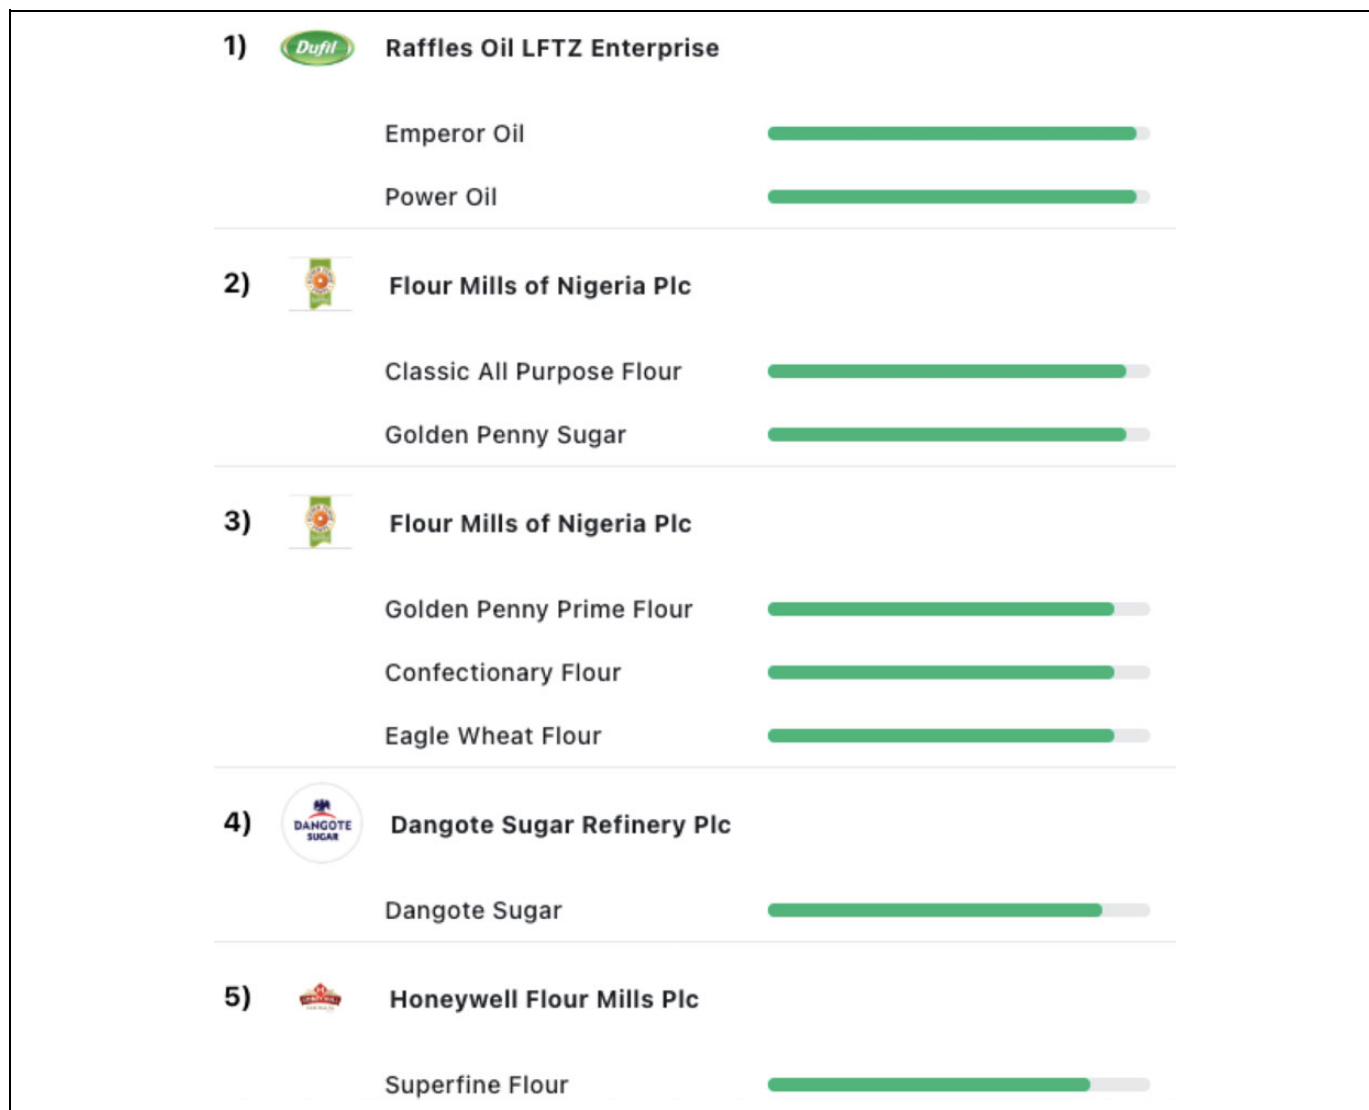 1) Dufil Raffles Oil LFTZ Enterprise
Emperor Oil
Power Oil
2) Flour Mills of Nigeria Plc
Classic All Purpose Flour
Golden Penny Sugar
3) Flour Mills of Nigeria Plc
Golden Penny Prime Flour
Confectionary Flour
Eagle Wheat Flour
4) DANGOTE SUGAR Dangote Sugar Refinery Plc
Dangote Sugar
5) Honeywell Flour Mills Plc
Superfine Flour